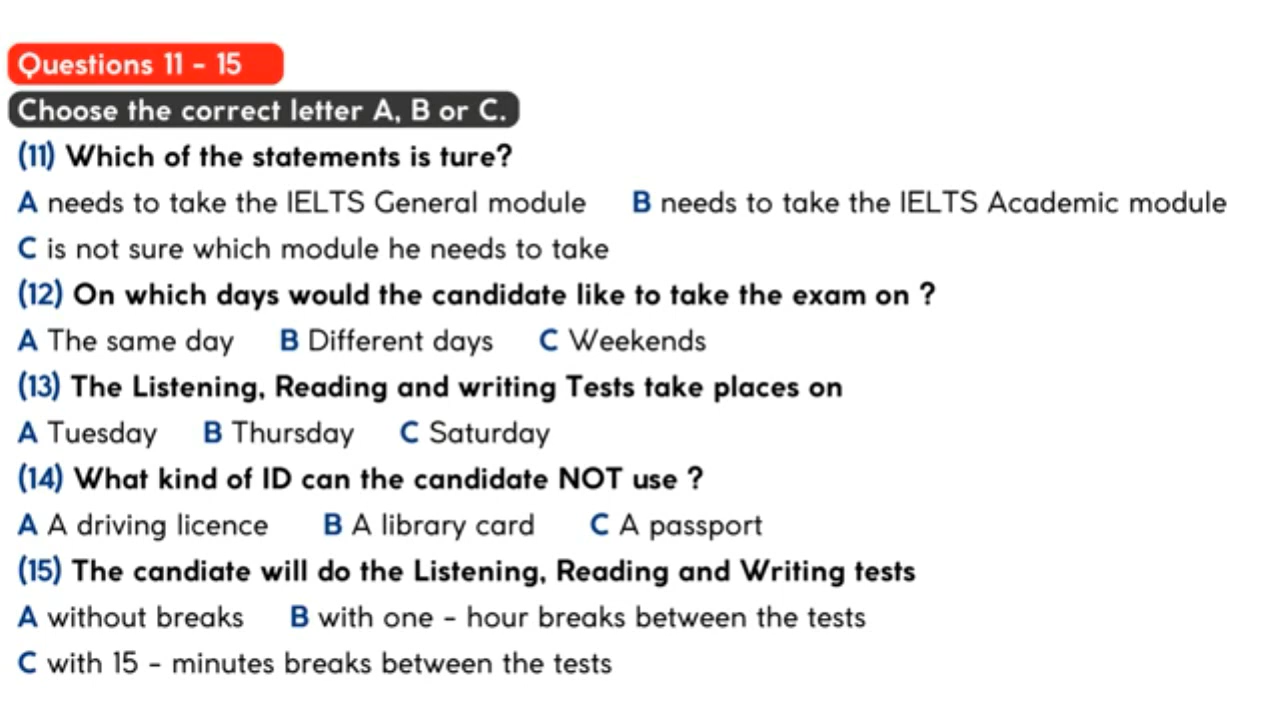 Questions 11 - 15
Choose the correct letter A, B or C.
(11) Which of the statements is ture?
A needs to take the IELTS General module B needs to take the IELTS Academic module
C is not sure which module he needs to take
(12) On which days would the candidate like to take the exam on ?
A The same day B Different days C Weekends
(13) The Listening, Reading and writing Tests take places on
A Tuesday B Thursday C Saturday
(14) What kind of ID can the candidate NOT use ?
A A driving licence B A library card C A passport
(15) The candiate will do the Listening, Reading and Writing tests
A without breaks B with one - hour breaks between the tests
C with 15 - minutes breaks between the tests